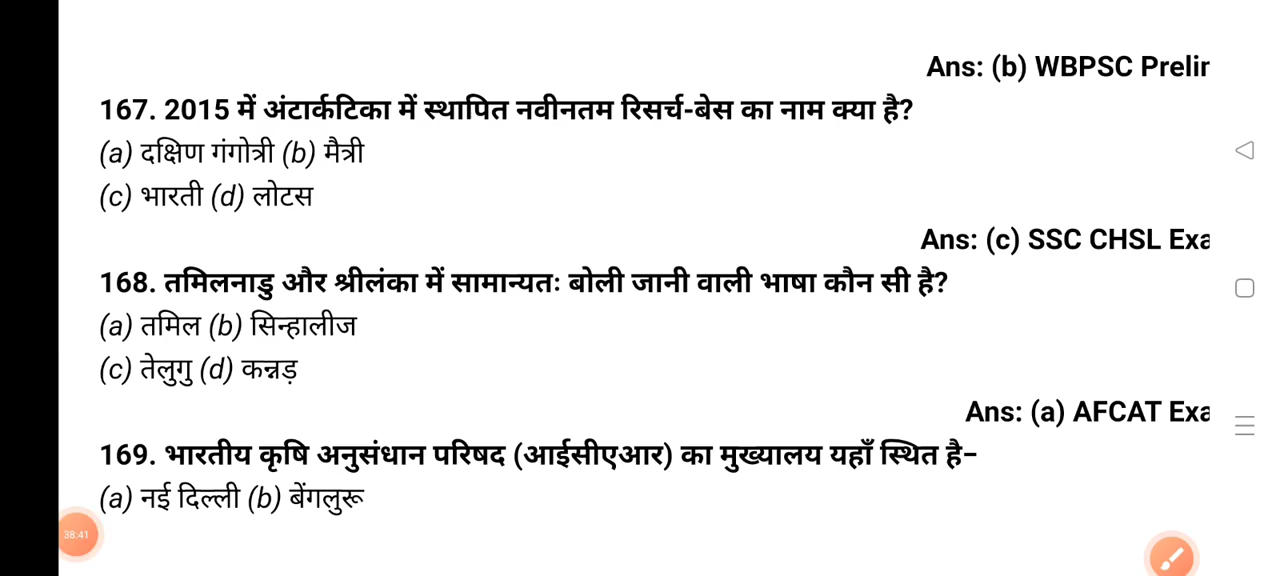 Ans: (b) WBPSC Prelir
167. 2015 में अंटार्कटिका में स्थापित नवीनतम रिसर्च-बेस का नाम क्या है?
(a) दक्षिण गंगोत्री (b) मैत्री
(c) भारती (d) लोटस
Ans: (c) SSC CHSL Exa
168. तमिलनाडु और श्रीलंका में सामान्यतः बोली जानी वाली भाषा कौन सी है?
(a) तमिल (b) सिन्हालीज
(c) तेलुगु (d) कन्नड़
Ans: (a) AFCAT Exa
169. भारतीय कृषि अनुसंधान परिषद (आईसीएआर) का मुख्यालय यहाँ स्थित है-
(a) नई दिल्ली (b) बेंगलुरू
38:41